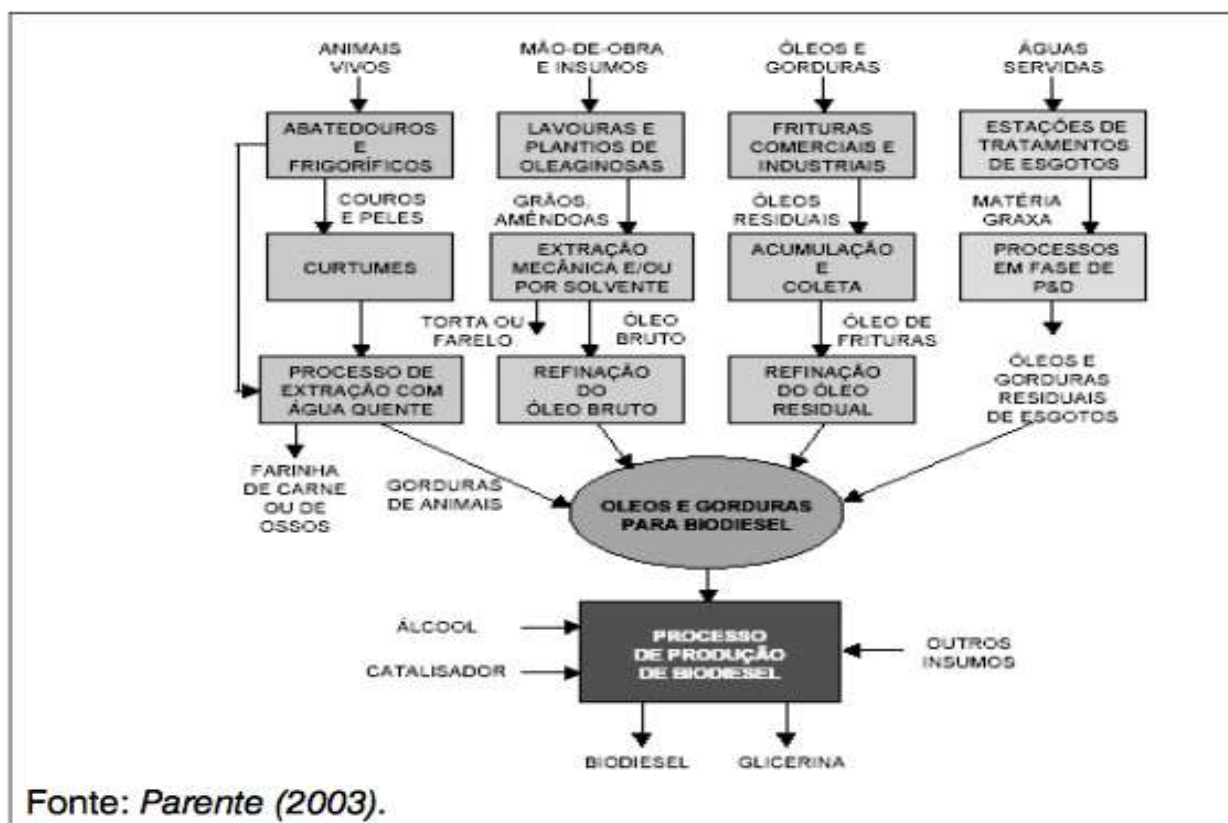 ANIMAIS
VIVOS
MÃO-DE-OBRA
E INSUMOS
ÓLEOS E
GORDURAS
ÁGUAS
SERVIDAS
ABATEDOUROS
E
FRIGORÍFICOS
LAVOURAS E
PLANTIOS DE
OLEAGINOSAS
FRITURAS
COMERCIAIS E
INDUSTRIAIS
ESTAÇÕES DE
TRATAMENTOS
DE ESGOTOS
COUROS
E PELES
GRÃOS,
AMÊNDOAS
ÓLEOS
RESIDUAIS
MATÉRIA
GRAXA
CURTUMES
EXTRAÇÃO
MECÂNICA E/OU
POR SOLVENTE
ACUMULAÇÃO
E
COLETA
PROCESSOS
EM FASE DE
P&D
TORTA OU
FARELO
ÓLEO
BRUTO
ÓLEO DE
FRITURAS
PROCESSO DE
EXTRAÇÃO COM
ÁGUA QUENTE
REFINAÇÃO
DO
ÓLEO BRUTO
REFINAÇÃO
DO ÓLEO
RESIDUAL
ÓLEOS E
GORDURAS
RESIDUAIS
DE ESGOTOS
FARINHA
DE CARNE
OU DE
OSSOS
GORDURAS
DE ANIMAIS
OLEOS E GORDURAS
PARA BIODIESEL
ÁLCOOL
CATALISADOR
PROCESSO
DE PRODUÇÃO
DE BIODIESEL
OUTROS
INSUMOS
BIODIESEL
GLICERINA
Fonte: Parente (2003).